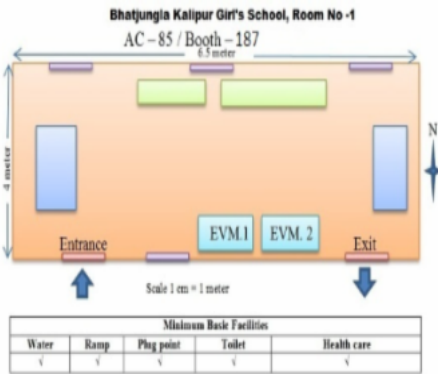 Bhatjungla Kalipur Girl's School, Room No -1
AC – 85 / Booth – 187
6.5 meter
4 meter
N
EVM.1 EVM. 2
Entrance Exit
Scale 1 cm = 1 meter
Minimum Basic Facilities
Water Ramp Plug point Toilet Health care
√ √ √ √ √